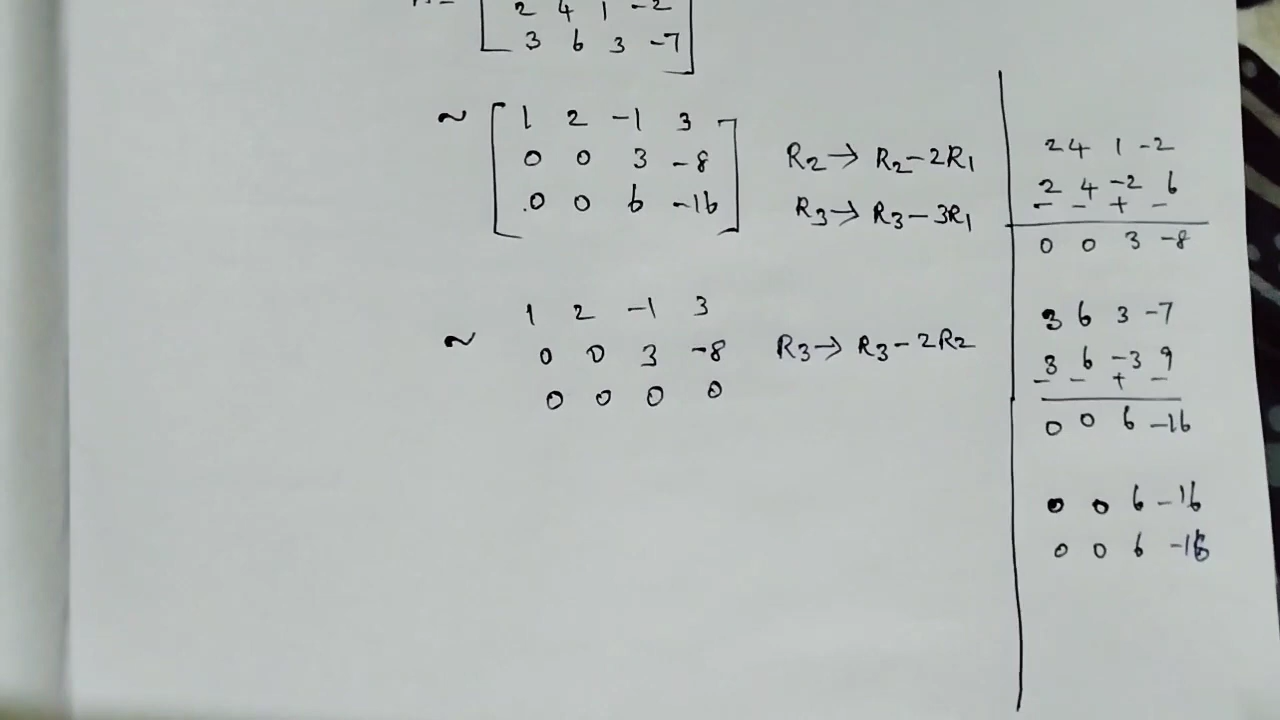 2 4 1 -2
3 6 3 -7
~ 1 2 -1 3
0 0 3 -8 R2 → R2 - 2R1
0 0 6 -16 R3 → R3 - 3R1
~ 1 2 -1 3
0 0 3 -8 R3 → R3 - 2R2
0 0 0 0
2 4 1 -2
2 4 -2 6
- - + -
0 0 3 -8
3 6 3 -7
3 6 -3 9
- - + -
0 0 6 -16
0 0 6 -16
0 0 6 -16